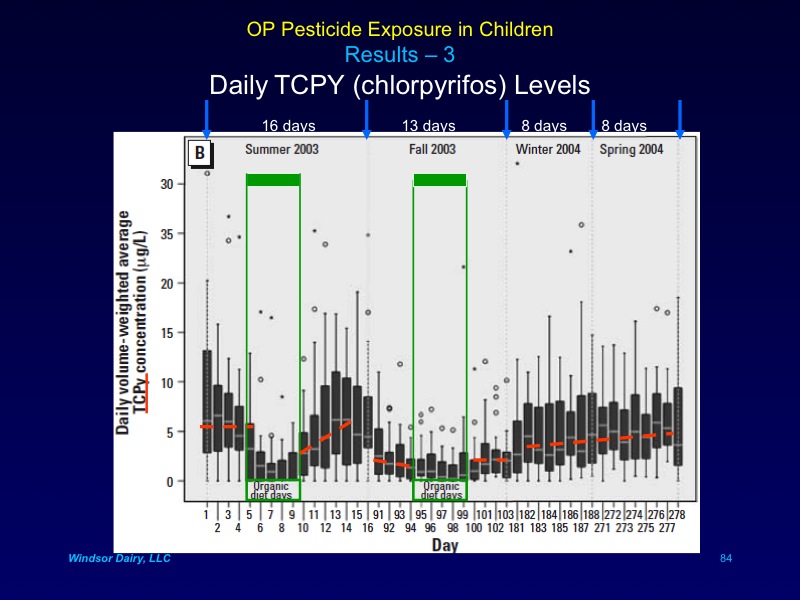 OP Pesticide Exposure in Children
Results – 3
Daily TCPY (chlorpyrifos) Levels
16 days 13 days 8 days 8 days
B Summer 2003 Fall 2003 Winter 2004 Spring 2004
Daily volume-weighted average
TCPy concentration (µg/L)
30
35
20
15
10
5
0
Organic
diet days
Organic
diet days
1 3 5 7 9 11 13 15 91 93 95 97 99 101 103 182 184 186 188 272 274 276 278
2 4 6 8 10 12 14 16 92 94 96 98 100 102 181 183 185 187 271 273 275 277
Day
Windsor Dairy, LLC
84